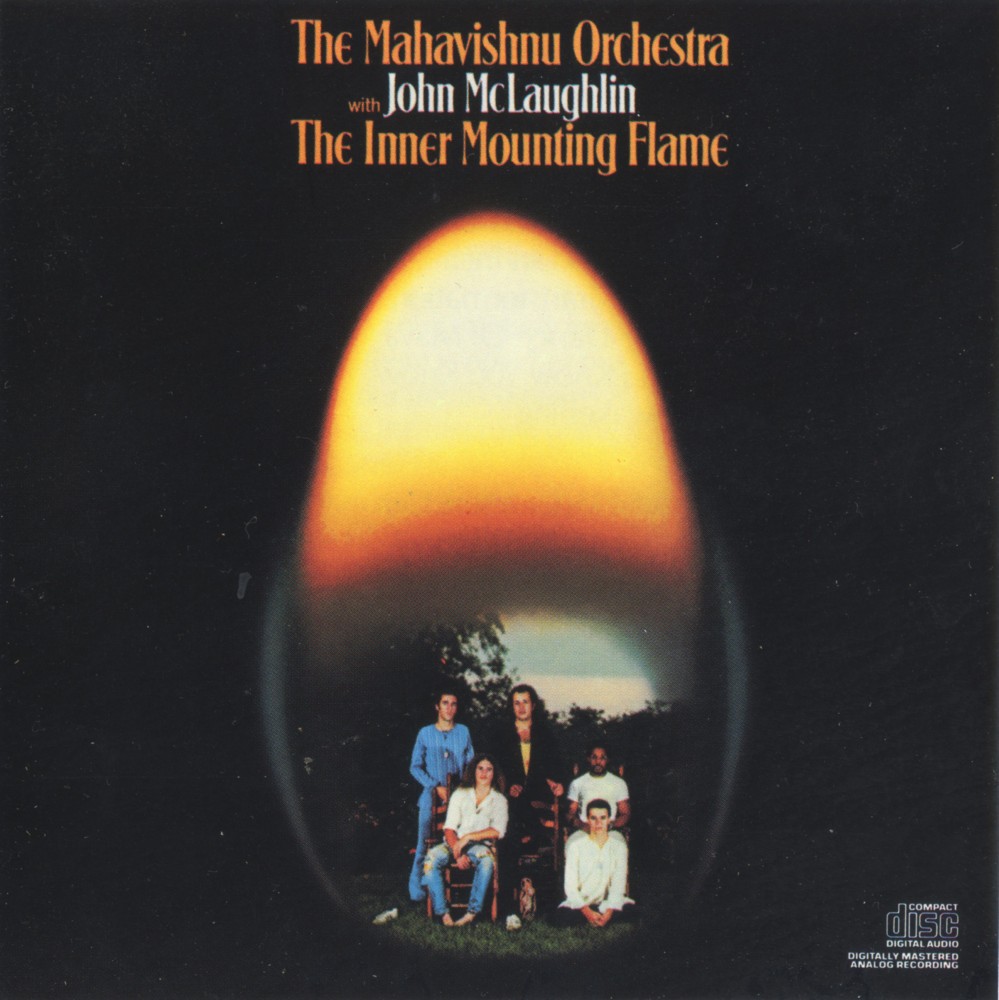 The Mahavishnu Orchestra
with John McLaughlin
The Inner Mounting Flame
COMPACT
disc
DIGITAL AUDIO
DIGITALLY MASTERED
ANALOG RECORDING